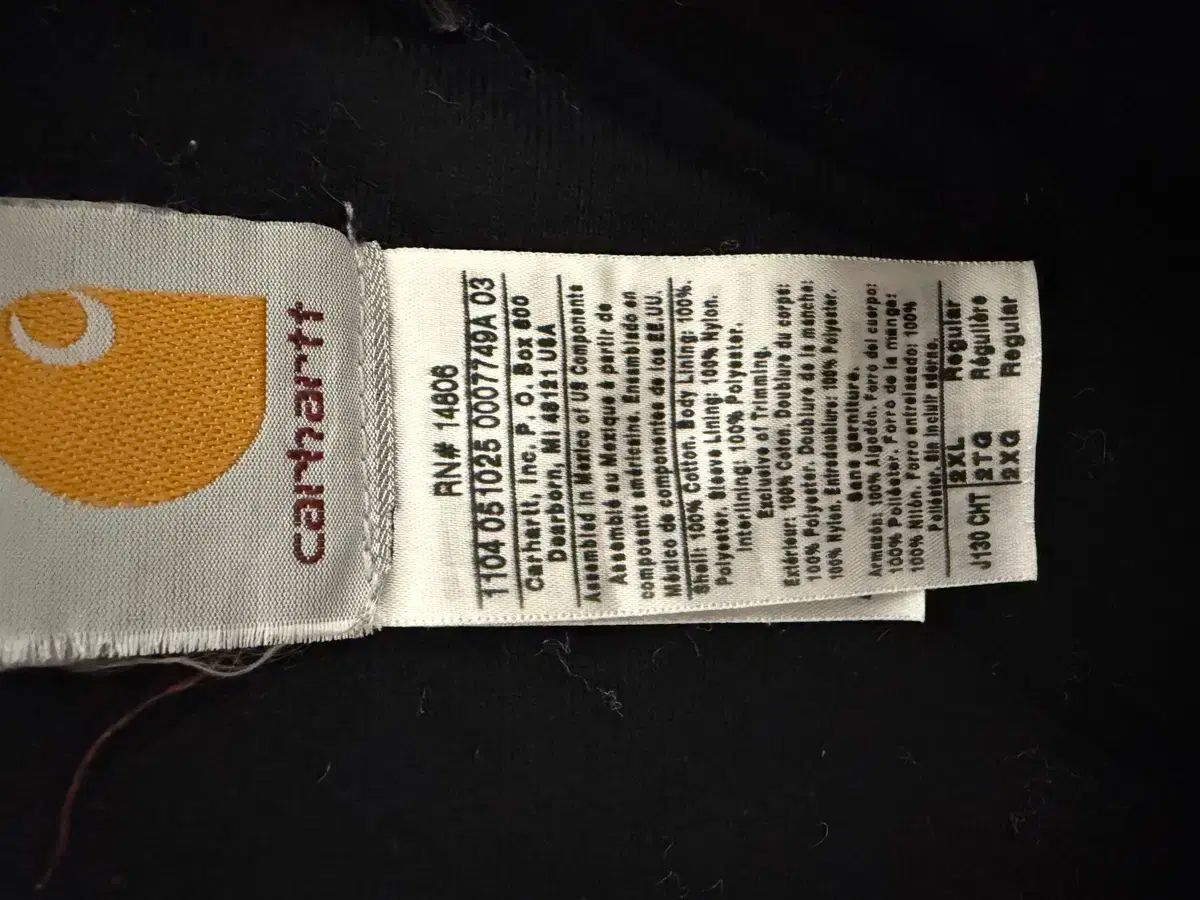 carhartt
RN# 14806
1104 051025 0007749A 03
Carhartt, Inc. P. O. Box 600
Dearborn, MI 48121 USA
Assembled in Mexico of US Components
Assemblé au Mexique à partir de
composants américains. Ensamblado en
México de componentes de los EE.UU.
Shell: 100% Cotton. Body Lining: 100%
Polyester. Sleeve Lining: 100% Nylon.
Interlining: 100% Polyester.
Exclusive of Trimming.
Extérieur: 100% Coton. Doublure du corps:
100% Polyester. Doublure de la manche:
100% Nylon. Entredoublure: 100% Polyester.
Sans garniture.
Armazón: 100% Algodón. Forro del cuerpo:
100% Poliéster. Forro de la manga:
100% Nilón. Forro entrelazado: 100%
Poliéster. Sin incluir adorno.
2XL Regular
J130 CHT 2TG Régulière
2XG Regular